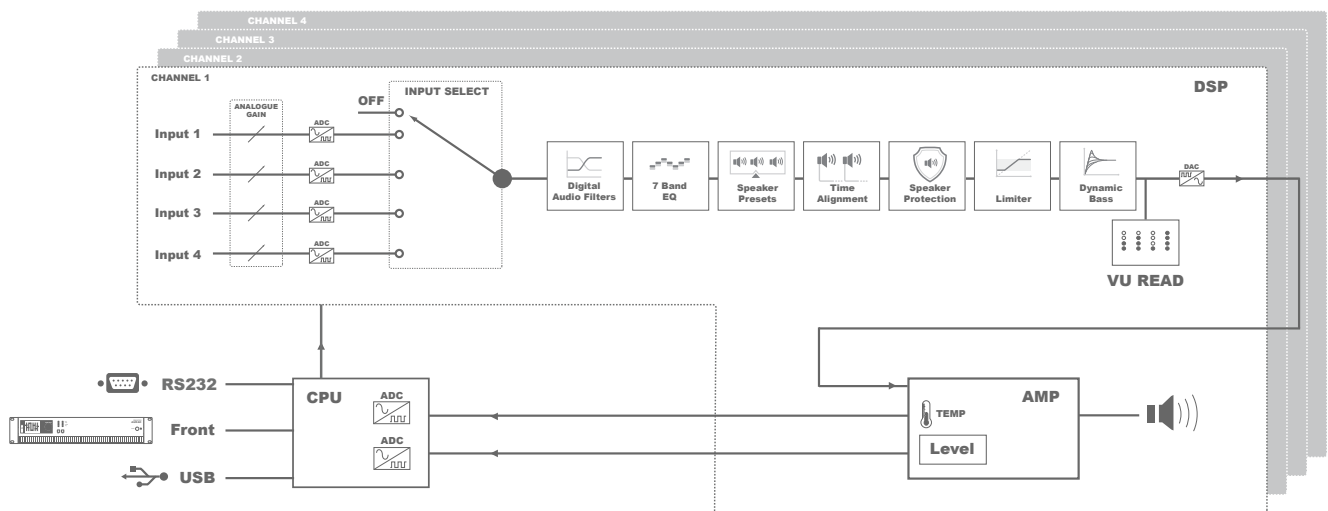 CHANNEL 4
CHANNEL 3
CHANNEL 2
CHANNEL 1
DSP
ANALOGUE
GAIN
INPUT SELECT
OFF
Input 1
ADC
Input 2
ADC
Input 3
ADC
Input 4
ADC
Digital
Audio Filters
7 Band
EQ
Speaker
Presets
Time
Alignment
Speaker
Protection
Limiter
Dynamic
Bass
DAC
VU READ
RS232
Front
USB
CPU
ADC
ADC
AMP
TEMP
Level